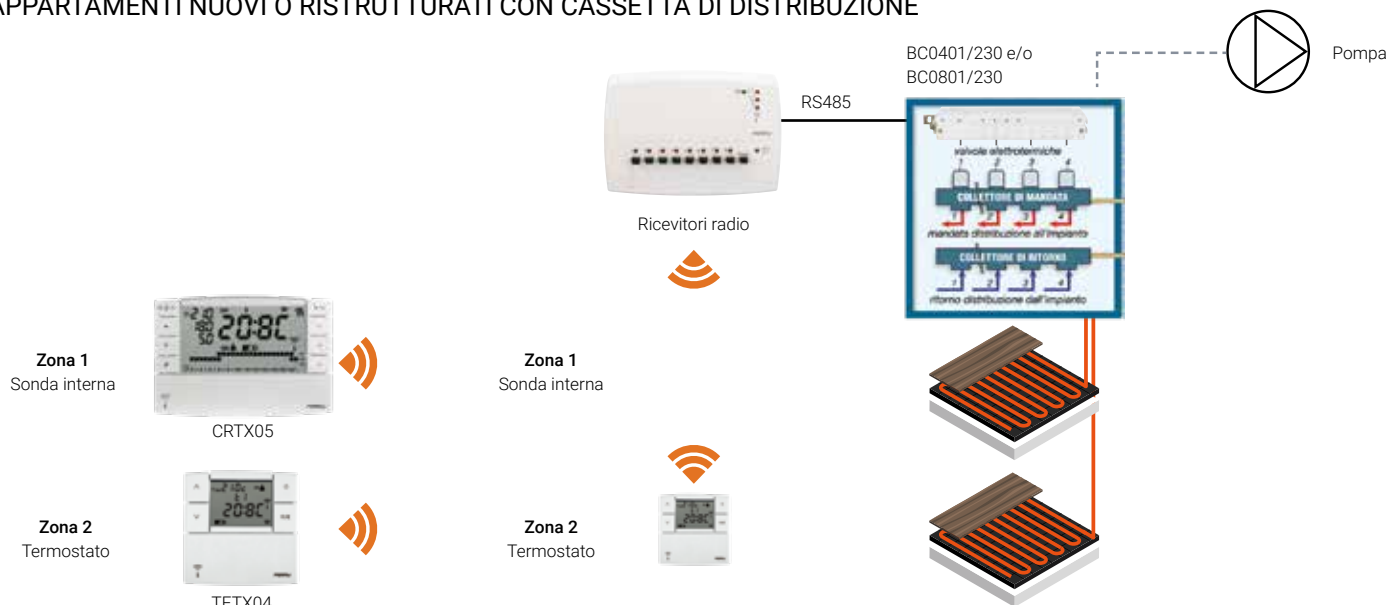 APPARTAMENTI NUOVI O RISTRUTTURATI CON CASSETTA DI DISTRIBUZIONE
BC0401/230 e/o
BC0801/230
Pompa
RS485
valvole elettrotermiche
1 2 3 4
COLLETTORE DI MANDATA
1 2 3 4
mandata distribuzione all'impianto
COLLETTORE DI RITORNO
1 2 3 4
ritorno distribuzione dall'impianto
Ricevitori radio
Zona 1
Sonda interna
20:8C
CRTX05
Zona 1
Sonda interna
Zona 2
Termostato
20:8C
TETX04
Zona 2
Termostato
20:8C